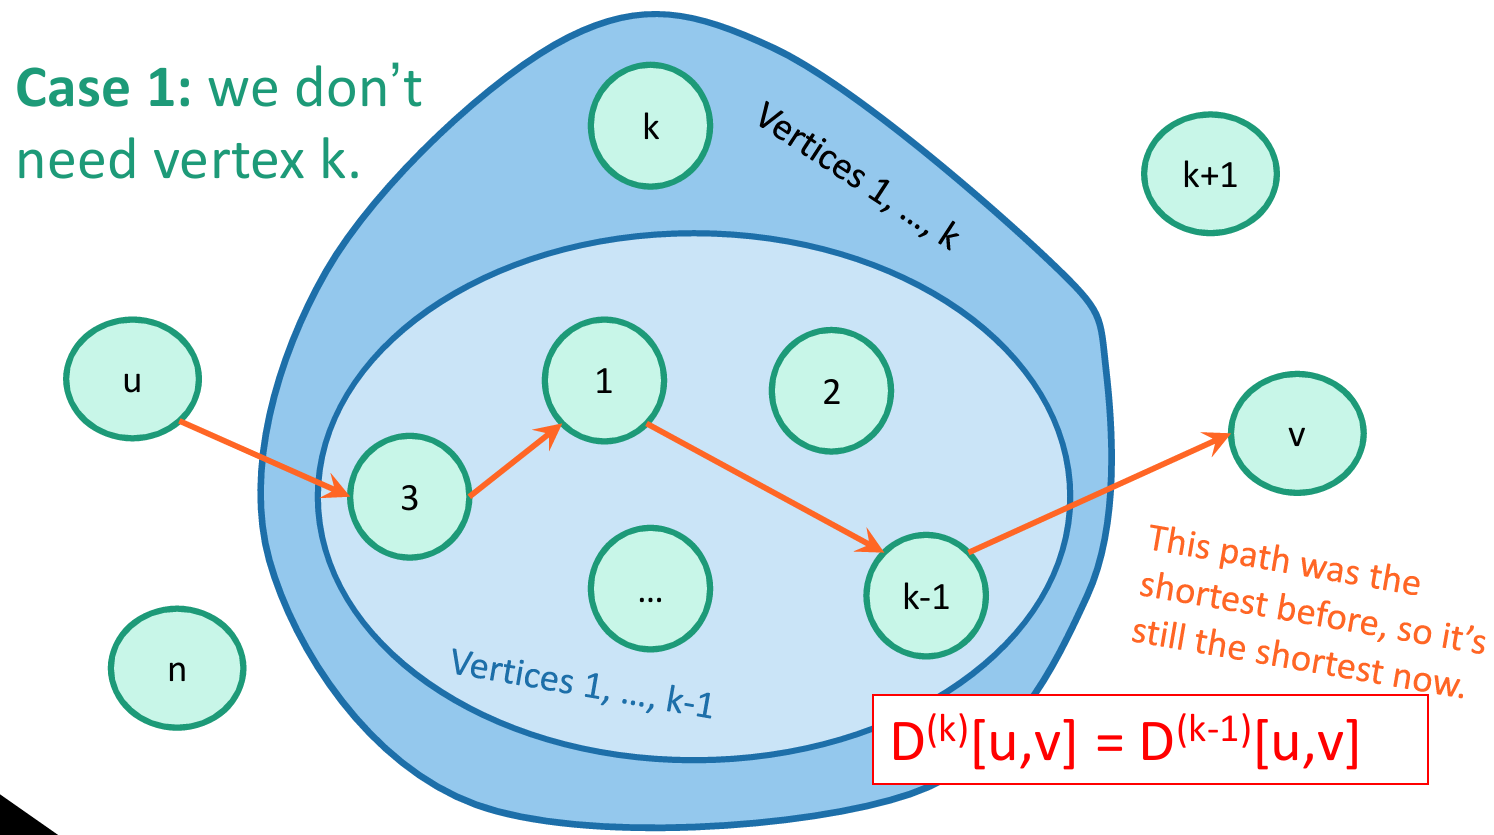 Case 1: we don’t
need vertex k.
k
Vertices 1, …, k
k+1
u
1
2
v
3
…
k-1
This path was the
shortest before, so it’s
still the shortest now.
n
Vertices 1, …, k-1
D(k)[u,v] = D(k-1)[u,v]